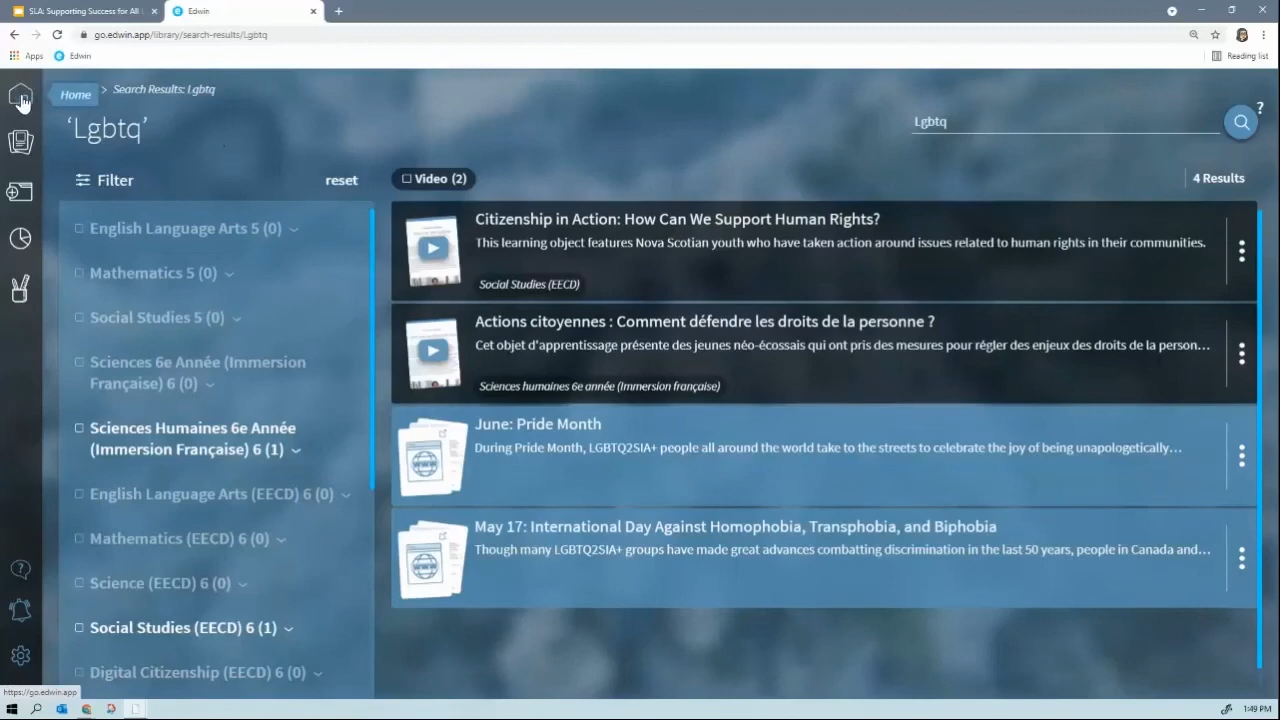 SLA: Supporting Success for All
Edwin
go.edwin.app/library/search-results/Lgbtq
Apps
Edwin
Reading list
Home > Search Results: Lgbtq
?
'Lgbtq'
Lgbtq
Filter
reset
Video (2)
4 Results
English Language Arts 5 (0)
Mathematics 5 (0)
Social Studies 5 (0)
Sciences 6e Année (Immersion
Française) 6 (0)
Sciences Humaines 6e Année
(Immersion Française) 6 (1)
English Language Arts (EECD) 6 (0)
Mathematics (EECD) 6 (0)
Science (EECD) 6 (0)
Social Studies (EECD) 6 (1)
Digital Citizenship (EECD) 6 (0)
Citizenship in Action: How Can We Support Human Rights?
This learning object features Nova Scotian youth who have taken action around issues related to human rights in their communities.
Social Studies (EECD)
Actions citoyennes : Comment défendre les droits de la personne ?
Cet objet d'apprentissage présente des jeunes néo-écossais qui ont pris des mesures pour régler des enjeux des droits de la person...
Sciences humaines 6e année (Immersion française)
June: Pride Month
During Pride Month, LGBTQ2SIA+ people all around the world take to the streets to celebrate the joy of being unapologetically...
WWW
May 17: International Day Against Homophobia, Transphobia, and Biphobia
Though many LGBTQ2SIA+ groups have made great advances combatting discrimination in the last 50 years, people in Canada and...
https://go.edwin.app
1:49 PM